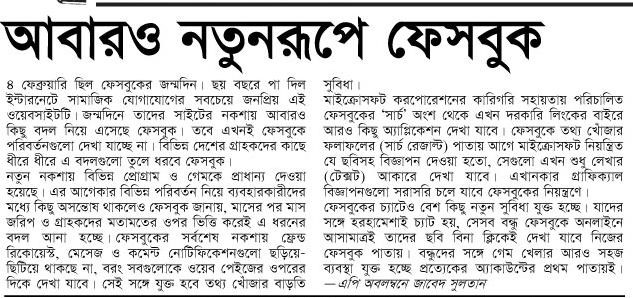 আবারও নতুনরূপে ফেসবুক
৪ ফেব্রুয়ারি ছিল ফেসবুকের জন্মদিন। ছয় বছরে পা দিল
ইন্টারনেটে সামাজিক যোগাযোগের সবচেয়ে জনপ্রিয় এই
ওয়েবসাইটটি। জন্মদিনে তাদের সাইটের নকশায় আবারও
কিছু বদল নিয়ে এসেছে ফেসবুক। তবে এখনই ফেসবুকে
পরিবর্তনগুলো দেখা যাচ্ছে না। বিভিন্ন দেশের গ্রাহকদের কাছে
ধীরে ধীরে এ বদলগুলো তুলে ধরবে ফেসবুক।
নতুন নকশায় বিভিন্ন প্রোগ্রাম ও গেমকে প্রাধান্য দেওয়া
হয়েছে। এর আগেকার বিভিন্ন পরিবর্তন নিয়ে ব্যবহারকারীদের
মধ্যে কিছু অসন্তোষ থাকলেও ফেসবুক জানায়, মাসের পর মাস
জরিপ ও গ্রাহকদের মতামতের ওপর ভিত্তি করেই এ ধরনের
বদল আনা হচ্ছে। ফেসবুকের সর্বশেষ নকশায় ফ্রেন্ড
রিকোয়েস্ট, মেসেজ ও কমেন্ট নোটিফিকেশনগুলো ছড়িয়ে-
ছিটিয়ে থাকছে না, বরং সবগুলোকে ওয়েব পেইজের ওপরের
দিকে দেখা যাবে। সেই সঙ্গে যুক্ত হবে তথ্য খোঁজার বাড়তি
সুবিধা।
মাইক্রোসফট করপোরেশনের কারিগরি সহায়তায় পরিচালিত
ফেসবুকের ‘সার্চ’ অংশ থেকে এখন দরকারি লিংকের বাইরে
আরও কিছু অ্যাপ্লিকেশন দেখা যাবে। ফেসবুকে তথ্য খোঁজার
ফলাফলের (সার্চ রেজাল্ট) পাতায় আগে মাইক্রোসফট নিয়ন্ত্রিত
যে ছবিসহ বিজ্ঞাপন দেওয়া হতো, সেগুলো এখন শুধু লেখার
(টেক্সট) আকারে দেখা যাবে। এখানকার গ্রাফিক্যাল
বিজ্ঞাপনগুলো সরাসরি চলে যাবে ফেসবুকের নিয়ন্ত্রণে।
ফেসবুকের চ্যাটেও বেশ কিছু নতুন সুবিধা যুক্ত হচ্ছে। যাদের
সঙ্গে হরহামেশাই চ্যাট হয়, সেসব বন্ধু ফেসবুকে অনলাইনে
আসামাত্রই তাদের ছবি বিনা ক্লিকেই দেখা যাবে নিজের
ফেসবুক পাতায়। বন্ধুদের সঙ্গে গেম খেলার আরও সহজ
ব্যবস্থা যুক্ত হচ্ছে প্রত্যেকের অ্যাকাউন্টের প্রথম পাতায়ই।
—এপি অবলম্বনে জাবেদ সুলতান